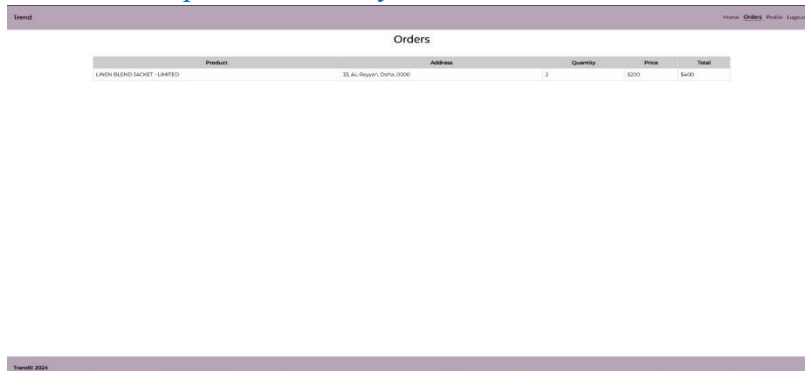 Trend
Home Orders Profile Logout
Orders
Product Address Quantity Price Total
LINEN BLEND JACKET - LIMITED 33, AL-Rayyan, Doha, 0000 2 $200 $400
Trend© 2024